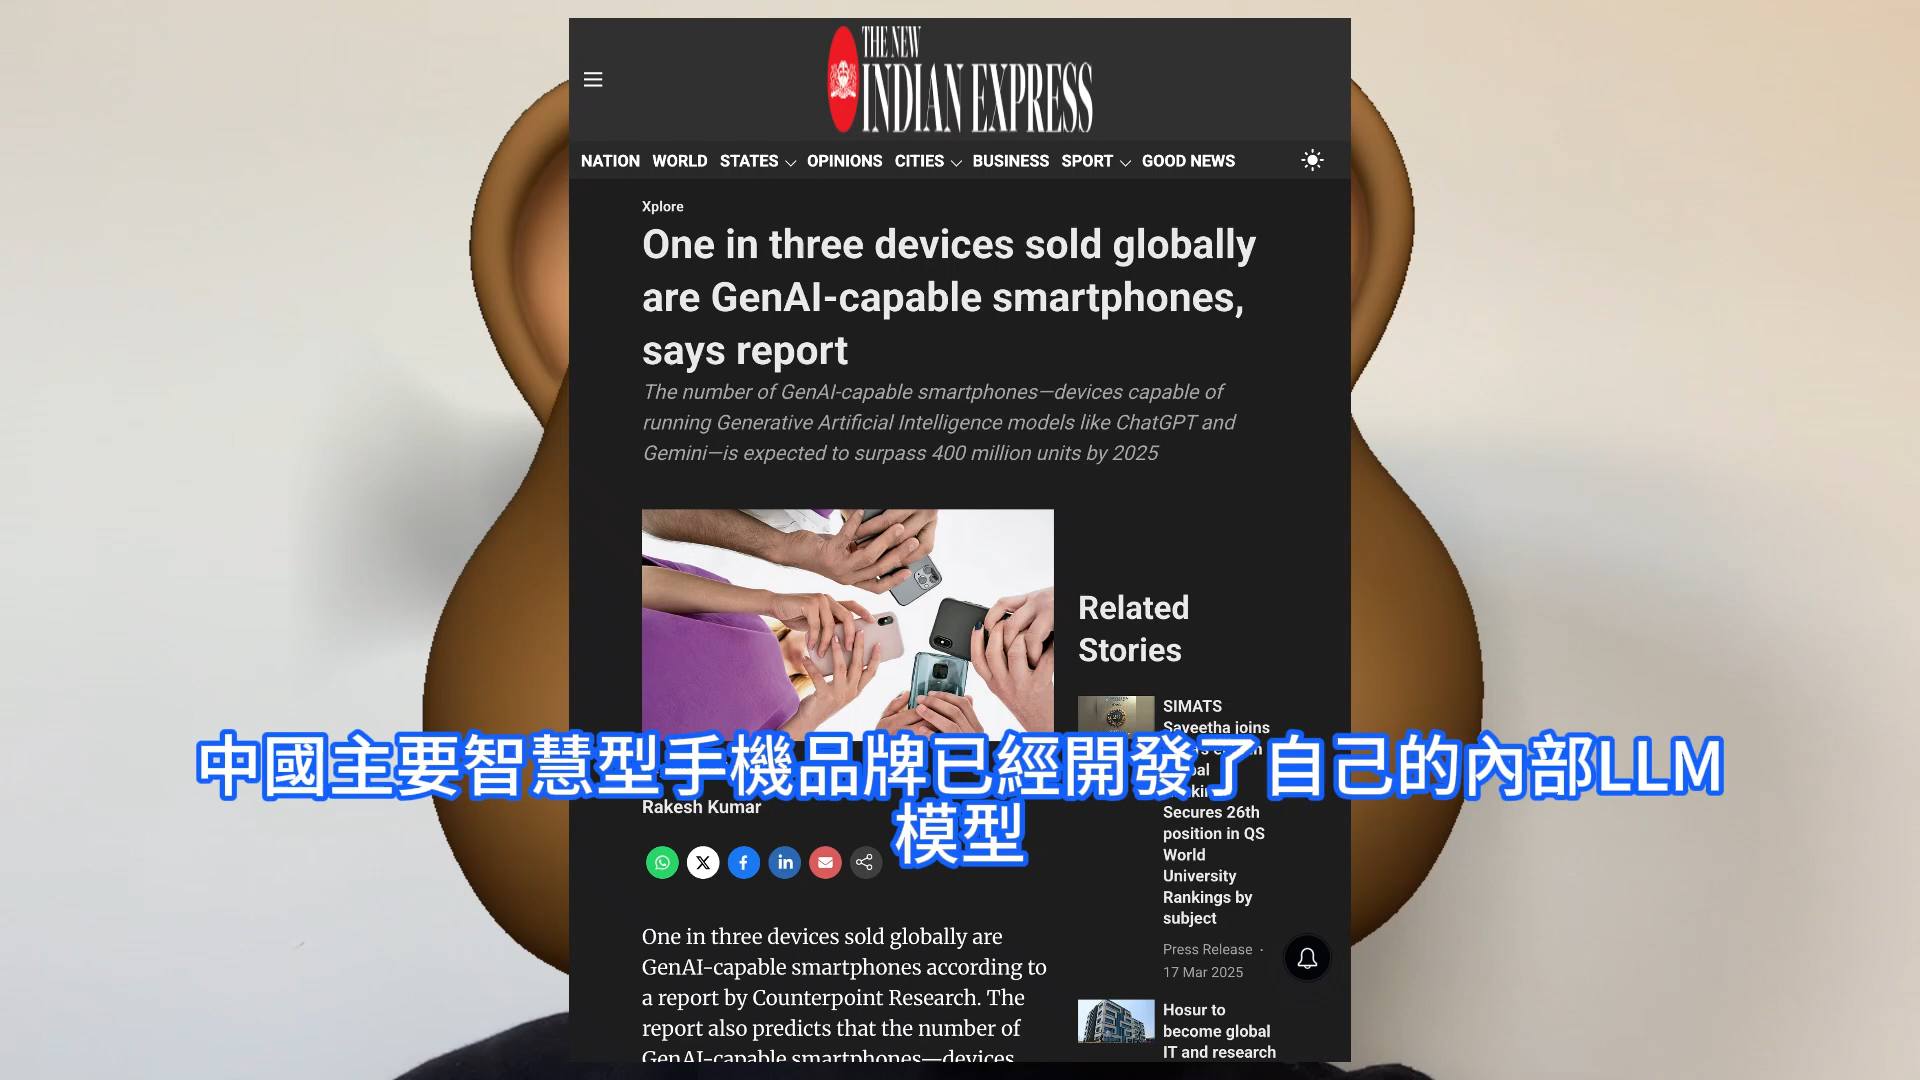 THE NEW
INDIAN EXPRESS
NATION WORLD STATES OPINIONS CITIES BUSINESS SPORT GOOD NEWS
Xplore
One in three devices sold globally
are GenAI-capable smartphones,
says report
The number of GenAI-capable smartphones—devices capable of
running Generative Artificial Intelligence models like ChatGPT and
Gemini—is expected to surpass 400 million units by 2025
Rakesh Kumar
One in three devices sold globally are
GenAI-capable smartphones according to
a report by Counterpoint Research. The
report also predicts that the number of
GenAI-capable smartphones—devices
Related
Stories
SIMATS
Saveetha joins
Secures 26th
position in QS
World
University
Rankings by
subject
Press Release ·
17 Mar 2025
Hosur to
become global
IT and research
中國主要智慧型手機品牌已經開發了自己的內部LLM
模型